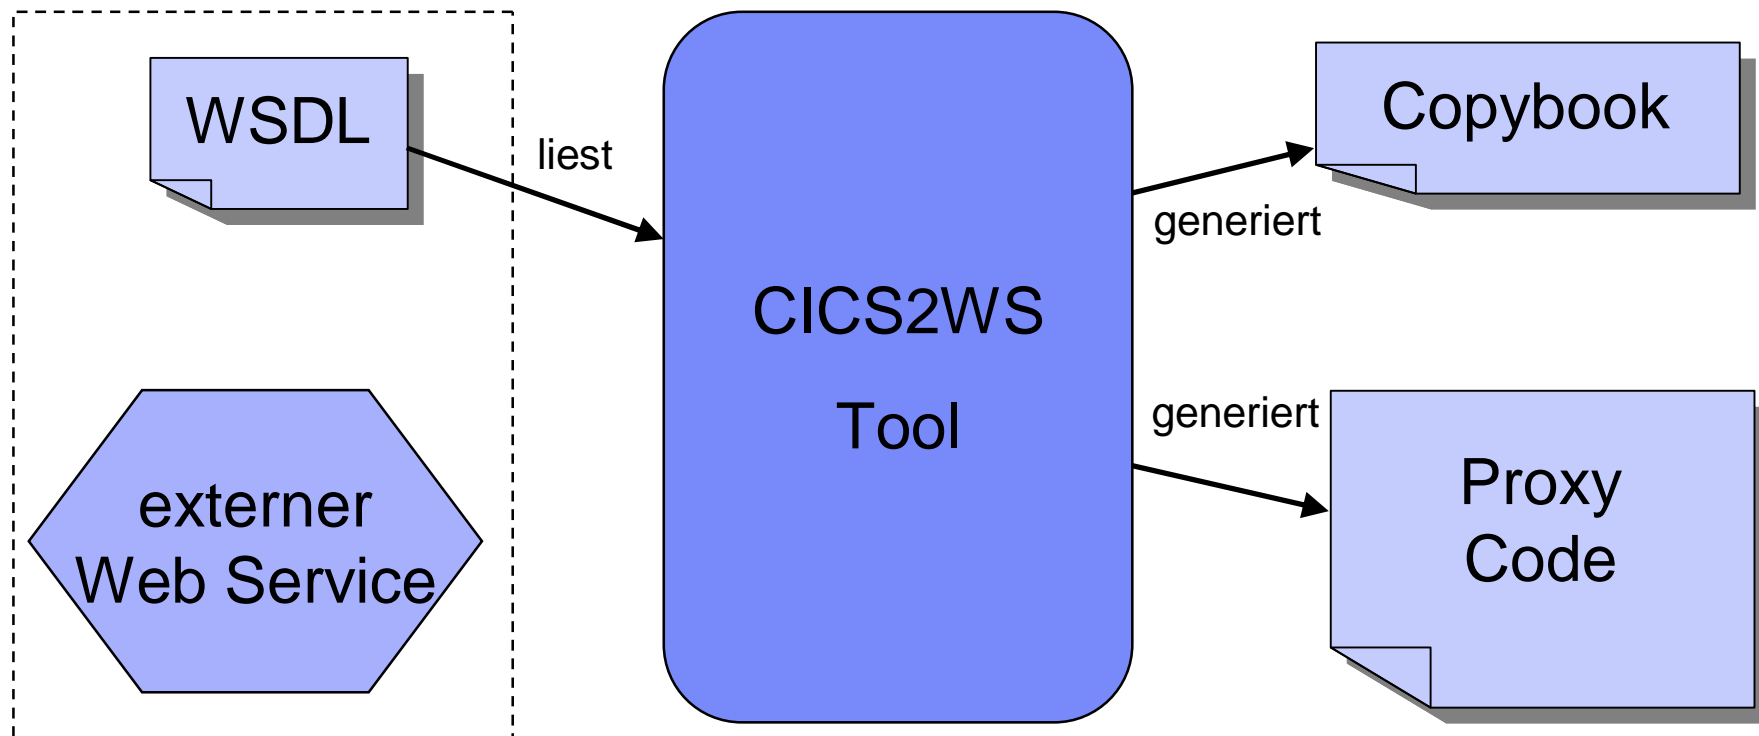 WSDL
liest
externer
Web Service
CICS2WS
Tool
generiert
Copybook
generiert
Proxy
Code